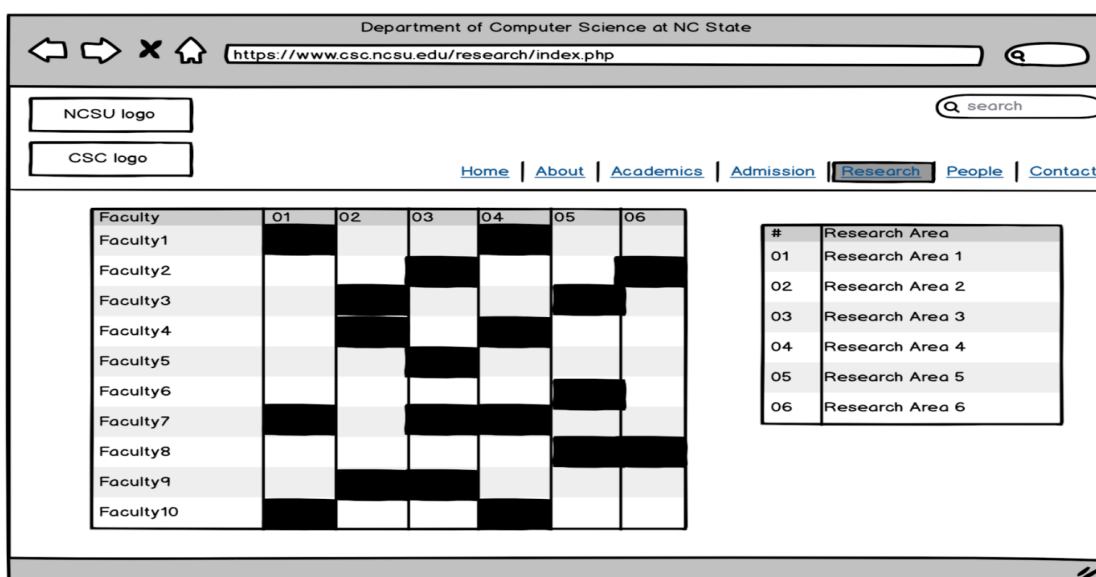 Department of Computer Science at NC State
https://www.csc.ncsu.edu/research/index.php
NCSU logo
search
CSC logo
Home About Academics Admission Research People Contact
Faculty 01 02 03 04 05 06
Faculty1
Faculty2
Faculty3
Faculty4
Faculty5
Faculty6
Faculty7
Faculty8
Faculty9
Faculty10
# Research Area
01 Research Area 1
02 Research Area 2
03 Research Area 3
04 Research Area 4
05 Research Area 5
06 Research Area 6